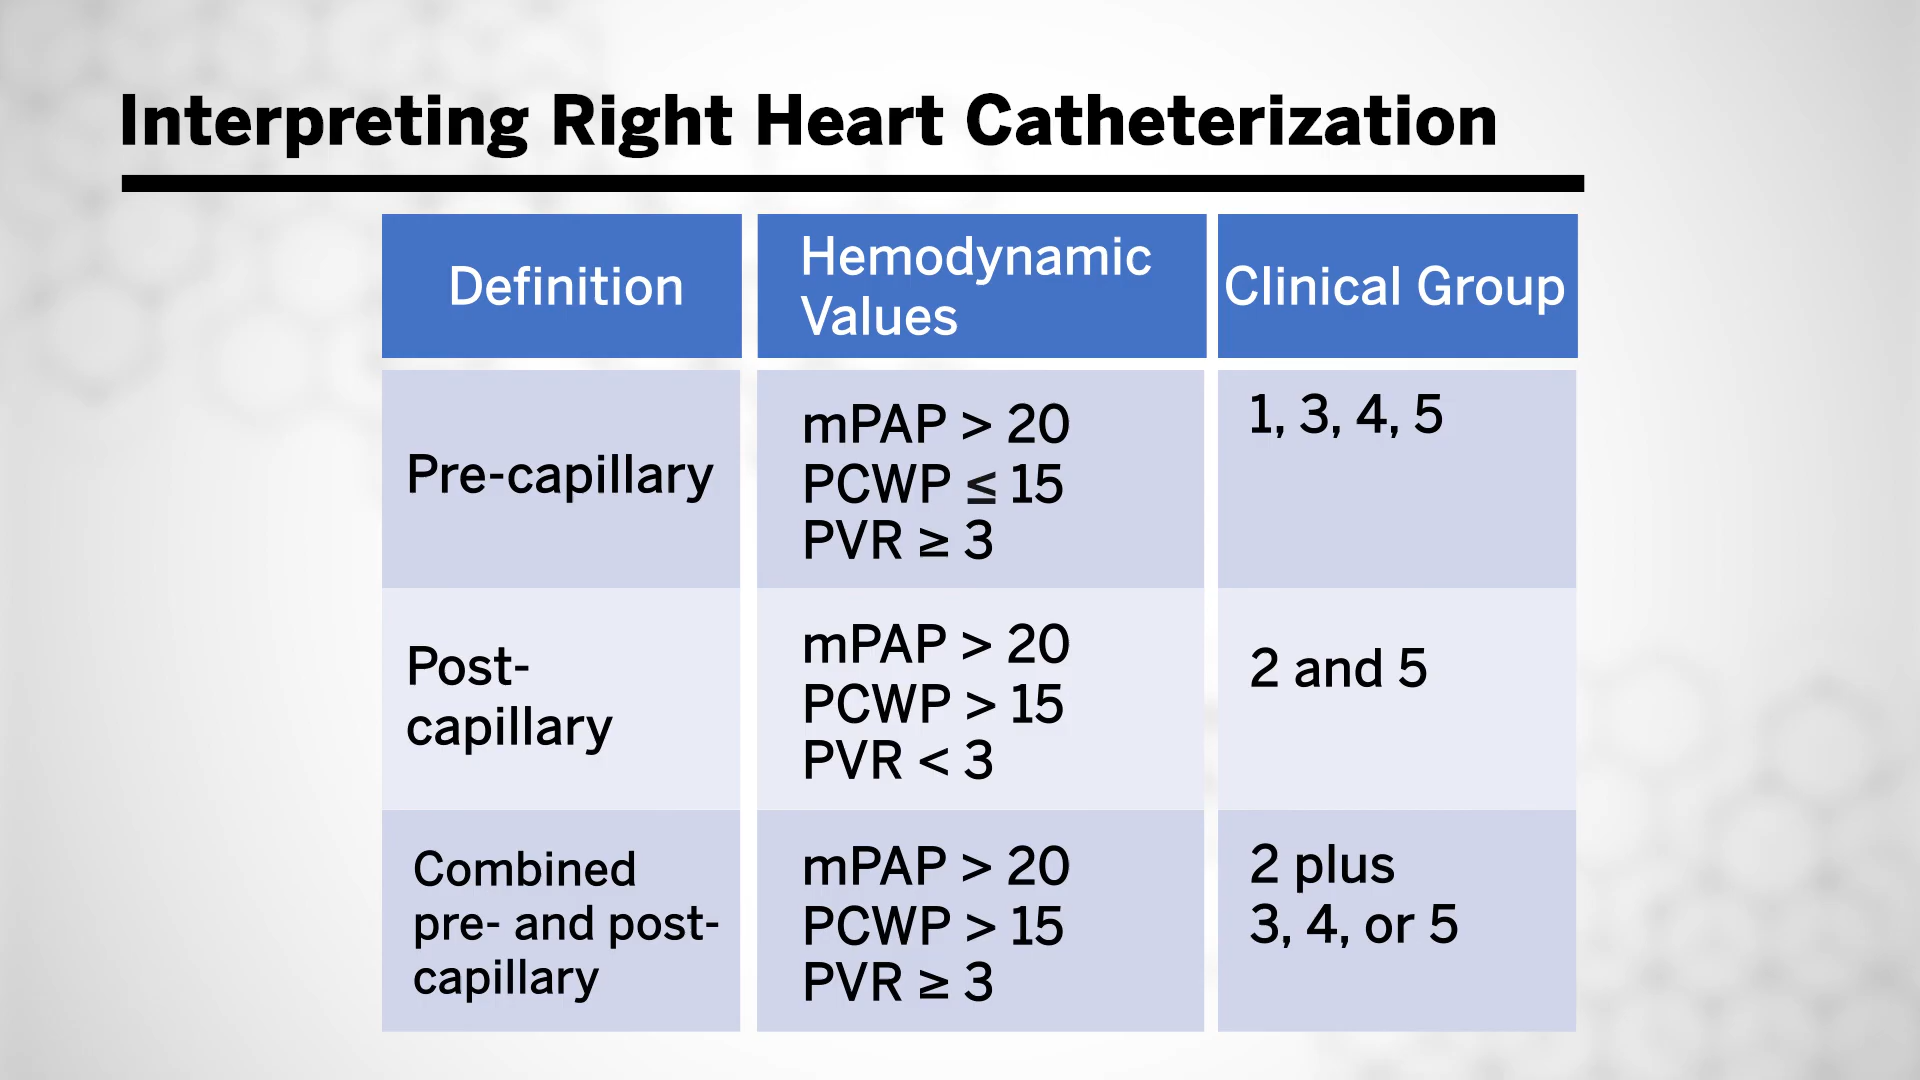 Interpreting Right Heart Catheterization
Definition
Hemodynamic
Values
Clinical Group
Pre-capillary
mPAP > 20
PCWP ≤ 15
PVR ≥ 3
1, 3, 4, 5
Post-
capillary
mPAP > 20
PCWP > 15
PVR < 3
2 and 5
Combined
pre- and post-
capillary
mPAP > 20
PCWP > 15
PVR ≥ 3
2 plus
3, 4, or 5